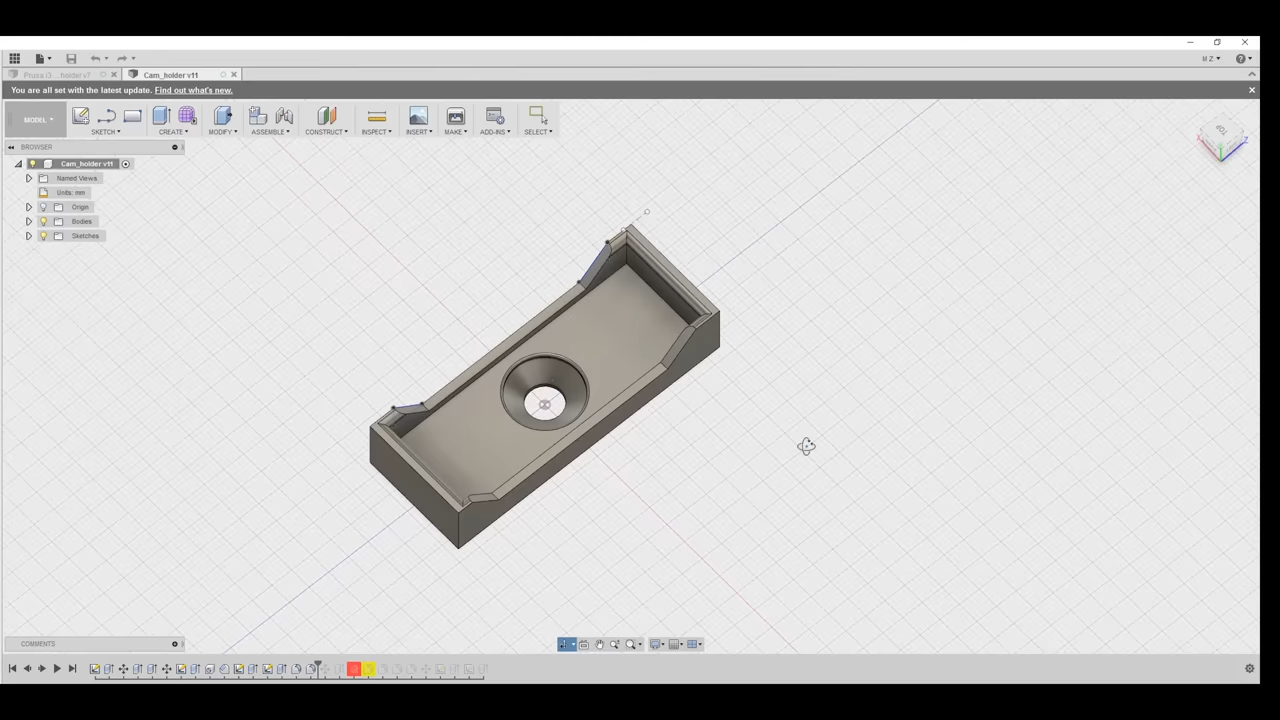 M Z
Prusa i3 ...holder v7
Cam_holder v11
You are all set with the latest update. Find out what's new.
MODEL
SKETCH
CREATE
MODIFY
ASSEMBLE
CONSTRUCT
INSPECT
INSERT
MAKE
ADD-INS
SELECT
TOP
X
Z
BROWSER
Cam_holder v11
Named Views
Units: mm
Origin
Bodies
Sketches
COMMENTS